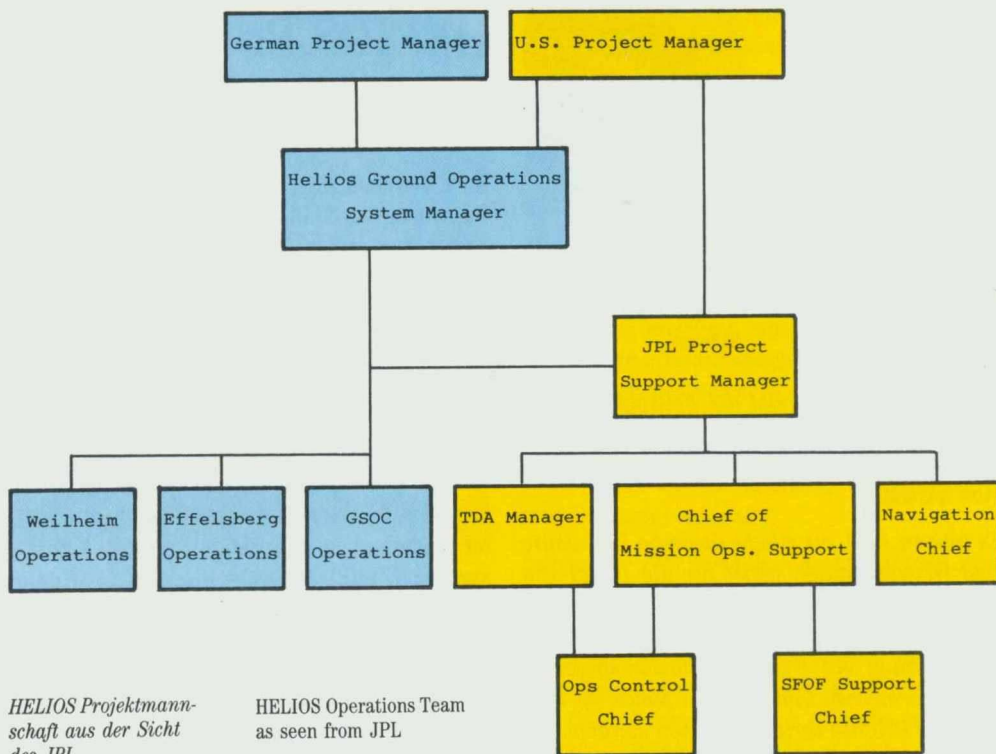 German Project Manager
U.S. Project Manager
Helios Ground Operations
System Manager
JPL Project
Support Manager
Weilheim
Operations
Effelsberg
Operations
GSOC
Operations
TDA Manager
Chief of
Mission Ops. Support
Navigation
Chief
Ops Control
Chief
SFOF Support
Chief
HELIOS Projektmann-
schaft aus der Sicht
des JPL
HELIOS Operations Team
as seen from JPL